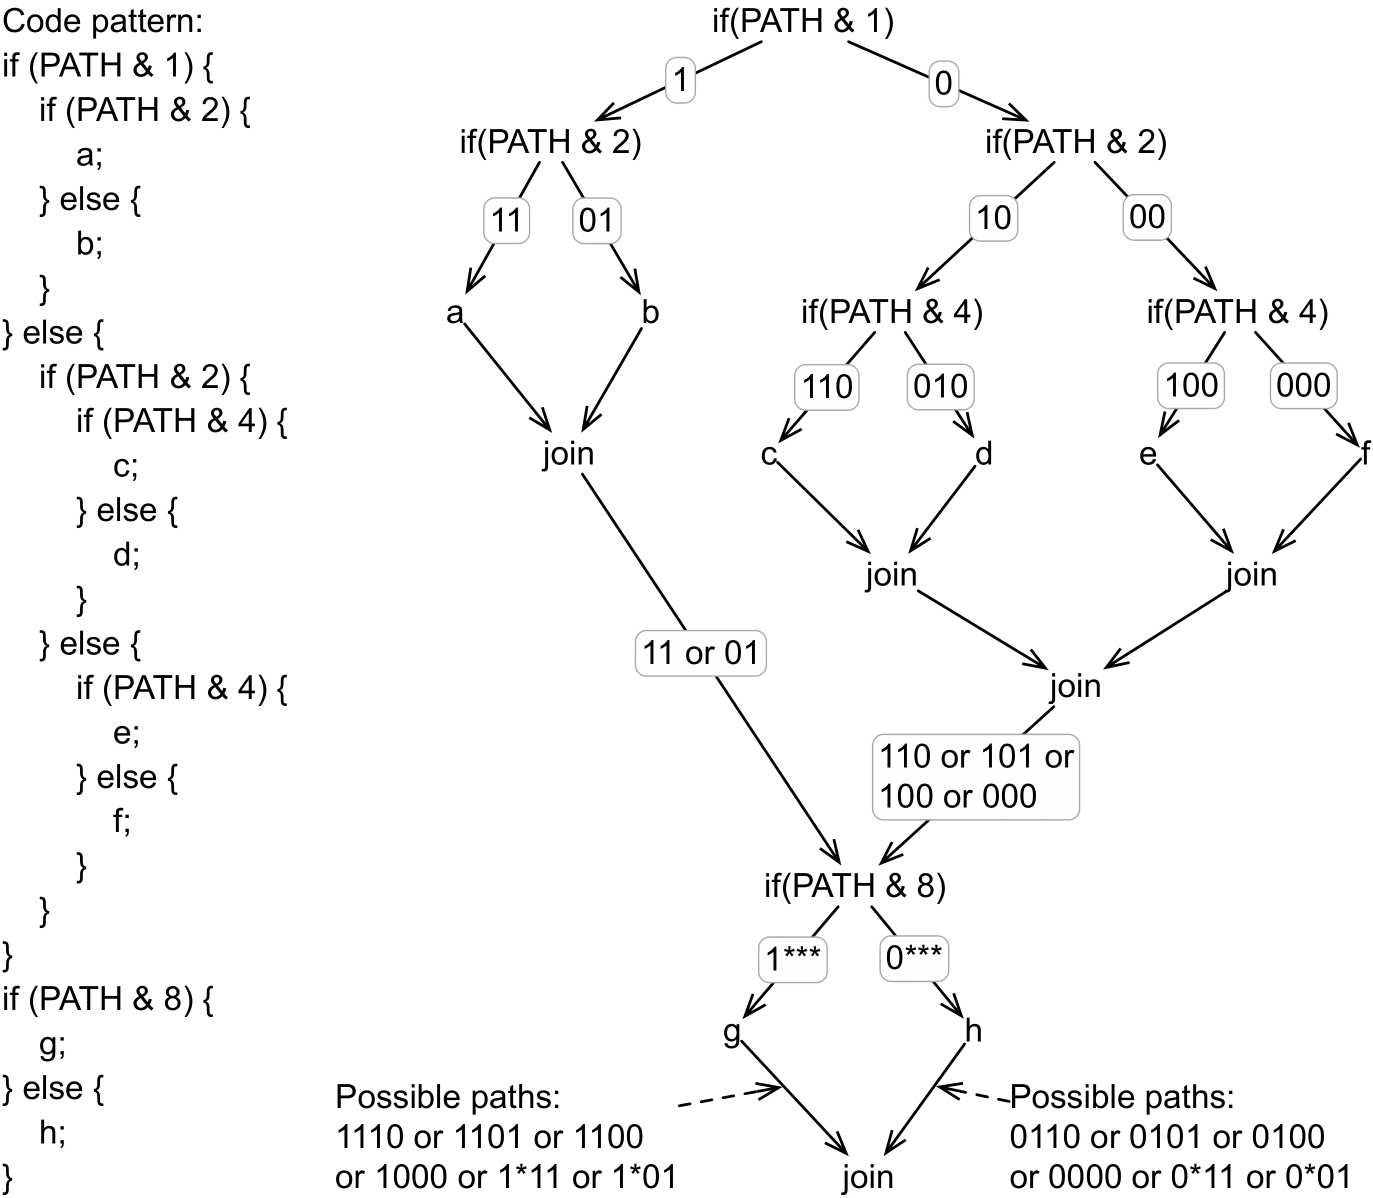 Code pattern:
if (PATH & 1) {
if (PATH & 2) {
a;
} else {
b;
}
} else {
if (PATH & 2) {
if (PATH & 4) {
c;
} else {
d;
}
} else {
if (PATH & 4) {
e;
} else {
f;
}
}
}
if (PATH & 8) {
g;
} else {
h;
}
if(PATH & 1)
1
0
if(PATH & 2)
if(PATH & 2)
11
01
10
00
a
b
if(PATH & 4)
if(PATH & 4)
110
010
100
000
join
c
d
e
f
join
join
11 or 01
join
110 or 101 or
100 or 000
if(PATH & 8)
1***
0***
g
h
Possible paths:
1110 or 1101 or 1100
or 1000 or 1*11 or 1*01
join
Possible paths:
0110 or 0101 or 0100
or 0000 or 0*11 or 0*01